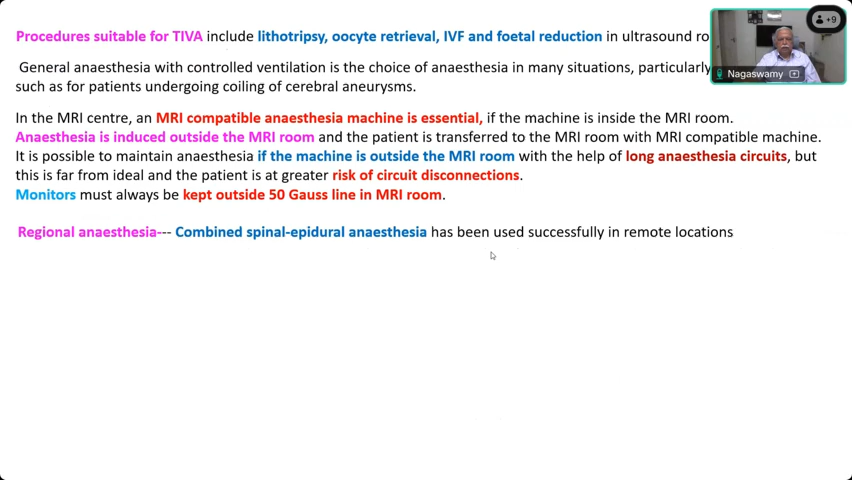 Procedures suitable for TIVA include lithotripsy, oocyte retrieval, IVF and foetal reduction in ultrasound ro
+9
General anaesthesia with controlled ventilation is the choice of anaesthesia in many situations, particularly
Nagaswamy
such as for patients undergoing coiling of cerebral aneurysms.
In the MRI centre, an MRI compatible anaesthesia machine is essential, if the machine is inside the MRI room.
Anaesthesia is induced outside the MRI room and the patient is transferred to the MRI room with MRI compatible machine.
It is possible to maintain anaesthesia if the machine is outside the MRI room with the help of long anaesthesia circuits, but
this is far from ideal and the patient is at greater risk of circuit disconnections.
Monitors must always be kept outside 50 Gauss line in MRI room.
Regional anaesthesia--- Combined spinal-epidural anaesthesia has been used successfully in remote locations